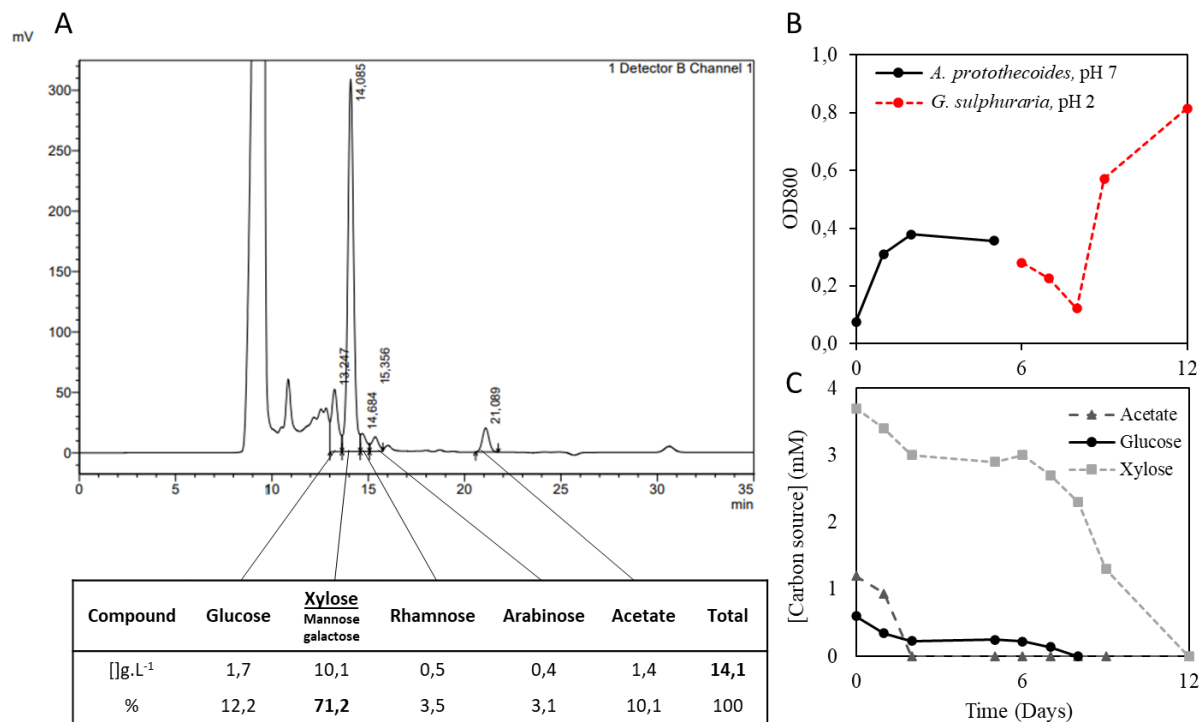 A
mV
1 Detector B Channel 1
300
250
200
150
100
50
0
13,247
14,085
14,684
15,356
21,089
0 5 10 15 20 25 30 35
min
Compound Glucose Xylose Mannose galactose Rhamnose Arabinose Acetate Total
[]g.L-1 1,7 10,1 0,5 0,4 1,4 14,1
% 12,2 71,2 3,5 3,1 10,1 100
B
A. protothecoides, pH 7
G. sulphuraria, pH 2
OD800
1,0
0,8
0,6
0,4
0,2
0,0
0 6 12
C
Acetate
Glucose
Xylose
[Carbon source] (mM)
4
3
2
1
0
0 6 12
Time (Days)